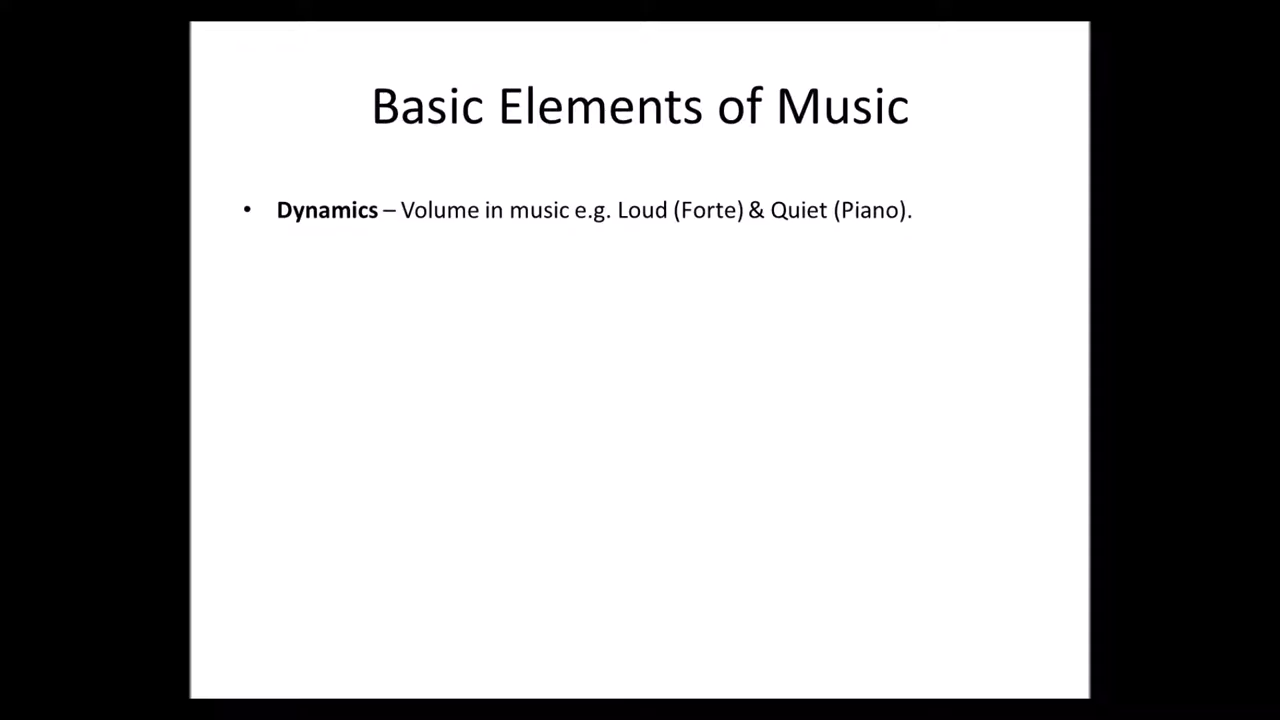 Basic Elements of Music
• Dynamics – Volume in music e.g. Loud (Forte) & Quiet (Piano).